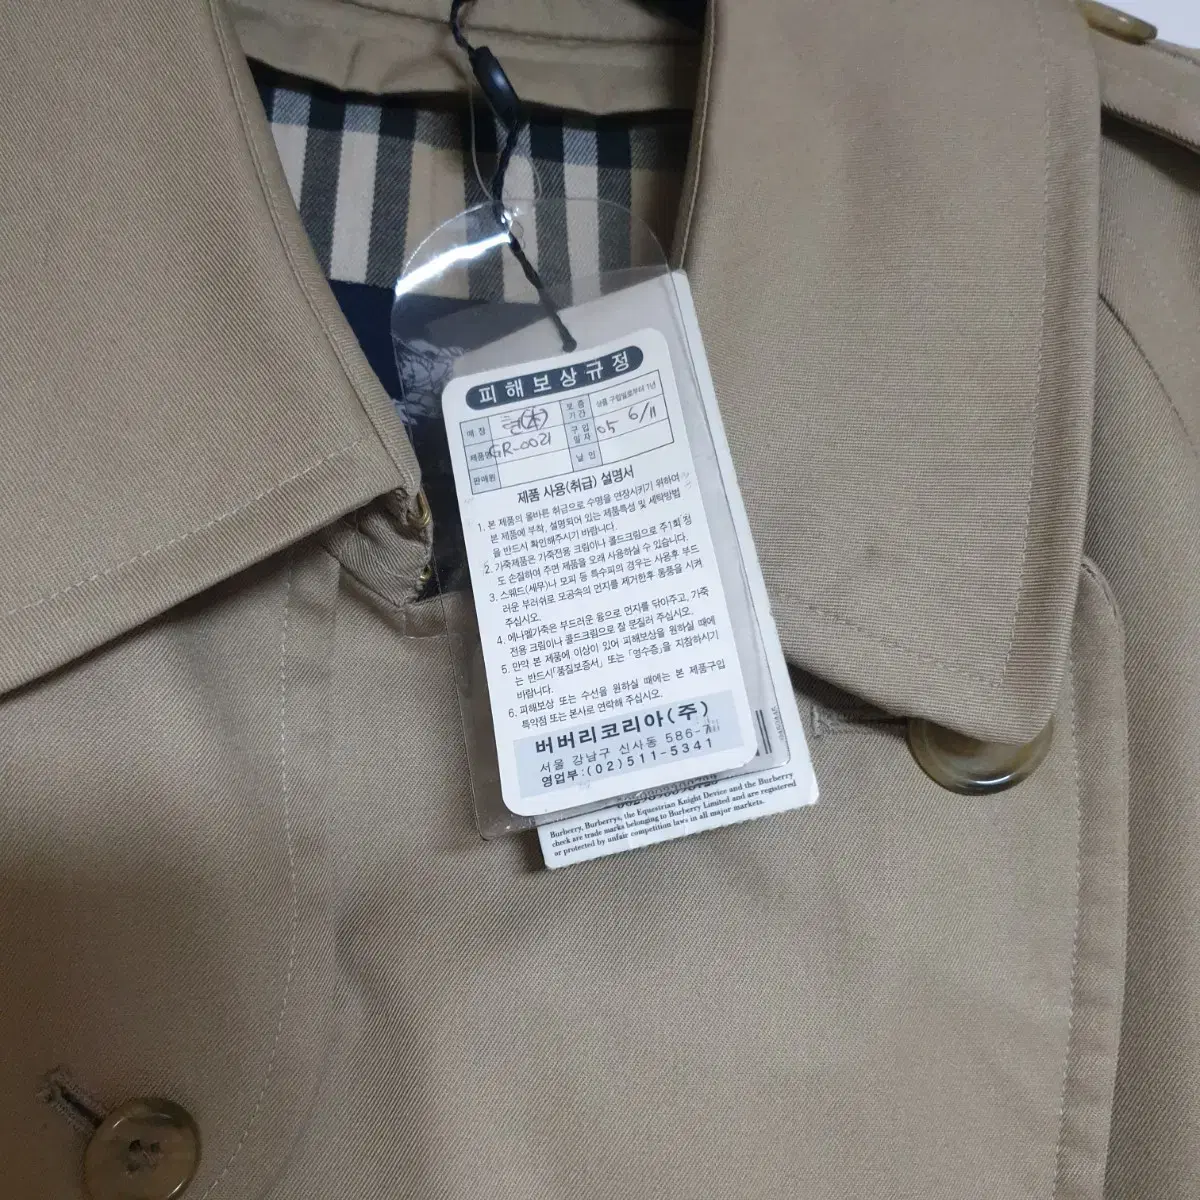 피해보상규정
매장 현(本) 보증기간 상품 구입일로부터 1년
제품명 GR-0021 구입일자 05 6/11
판매원 날인
제품 사용(취급) 설명서
1. 본 제품의 올바른 취급으로 수명을 연장시키기 위하여
본 제품에 부착, 설명되어 있는 제품특성 및 세탁방법
을 반드시 확인해주시기 바랍니다.
2. 가죽제품은 가죽전용 크림이나 콜드크림으로 주1회 정
도 손질하여 주면 제품을 오래 사용하실 수 있습니다.
3. 스웨드(세무)나 모피 등 특수피의 경우는 사용후 부드
러운 부러쉬로 모공속의 먼지를 제거한후 통풍을 시켜
주십시오.
4. 에나멜가죽은 부드러운 융으로 먼지를 닦아주고, 가죽
전용 크림이나 콜드크림으로 잘 문질러 주십시오.
5. 만약 본 제품에 이상이 있어 피해보상을 원하실 때에
는 반드시「품질보증서」 또는 「영수증」을 지참하시기
바랍니다.
6. 피해보상 또는 수선을 원하실 때에는 본 제품구입
특약점 또는 본사로 연락해 주십시오.
버버리코리아(주)
서울 강남구 신사동 586-7
영업부:(02)511-5341
Burberry, Burberrys, the Equestrian Knight Device and the Burberry
check are trade marks belonging to Burberry Limited and are registered
or protected by unfair competition laws in all major markets.